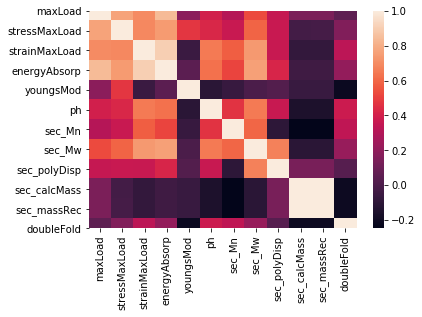 maxLoad
stressMaxLoad
strainMaxLoad
energyAbsorp
youngsMod
ph
sec_Mn
sec_Mw
sec_polyDisp
sec_calcMass
sec_massRec
doubleFold
maxLoad
stressMaxLoad
strainMaxLoad
energyAbsorp
youngsMod
ph
sec_Mn
sec_Mw
sec_polyDisp
sec_calcMass
sec_massRec
doubleFold
1.0
0.8
0.6
0.4
0.2
0.0
−0.2